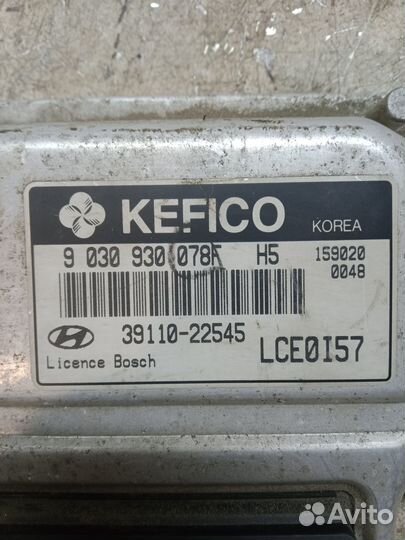 KEFICO
KOREA
9 030 930 078F H5 159020
0048
39110-22545
Licence Bosch
LCE0I57
Avito